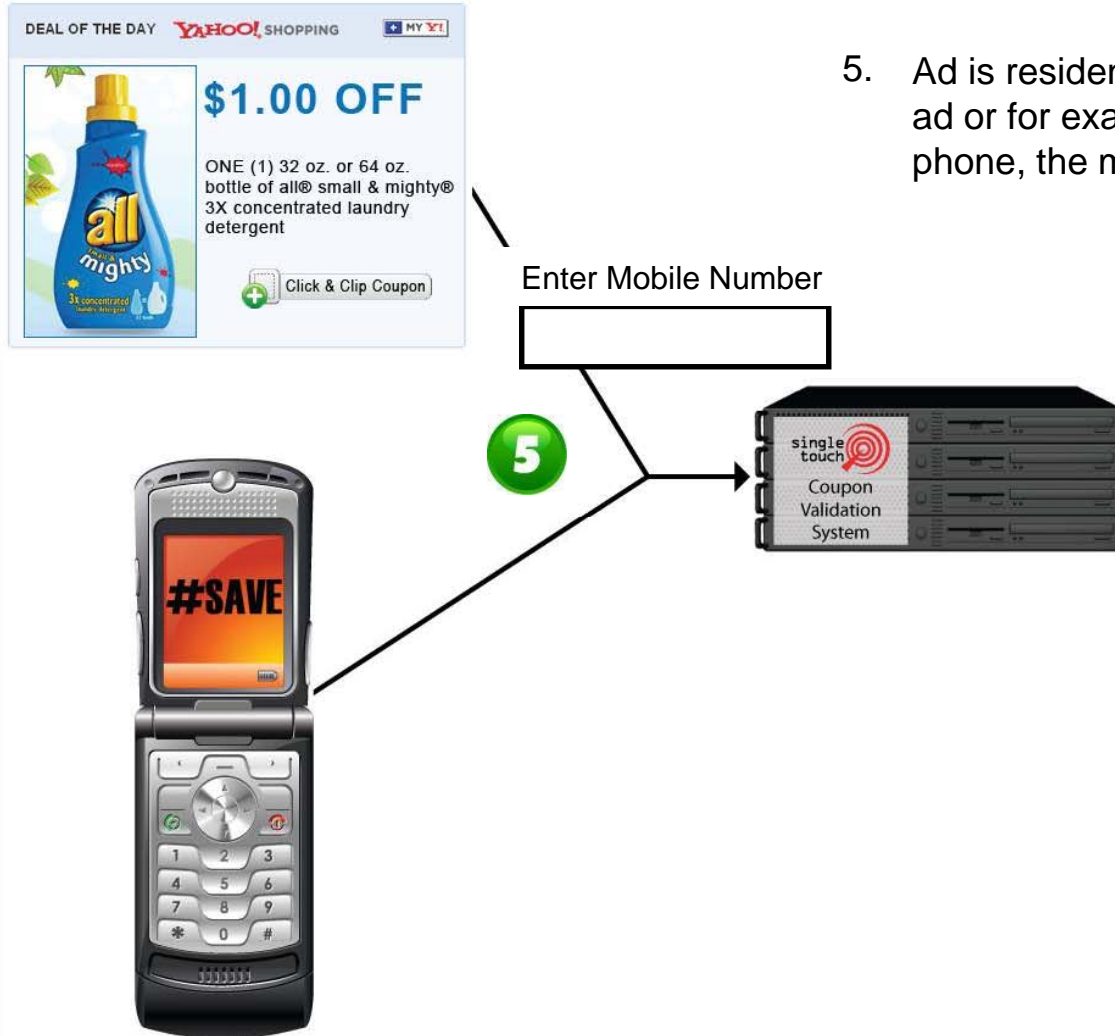 DEAL OF THE DAY YAHOO! SHOPPING + MY Y!
$1.00 OFF
ONE (1) 32 oz. or 64 oz.
bottle of all® small & mighty®
3X concentrated laundry
detergent
Click & Clip Coupon
all
small &
mighty
3x concentrated
laundry detergent
5. Ad is
ad or for
phone, the
Enter Mobile Number
5
single
touch
Coupon
Validation
System
#SAVE
1 2 3
4 5 6
7 8 9
* 0 #